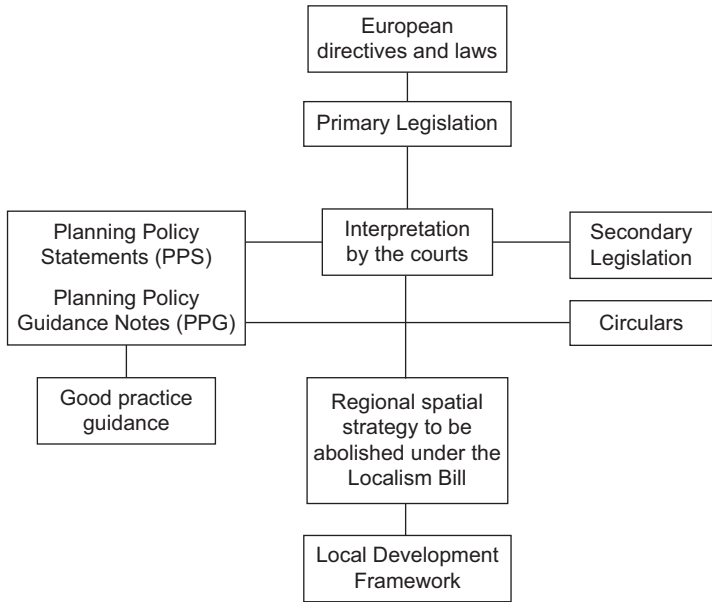 European
directives and laws
Primary Legislation
Planning Policy
Statements (PPS)
Planning Policy
Guidance Notes (PPG)
Interpretation
by the courts
Secondary
Legislation
Circulars
Good practice
guidance
Regional spatial
strategy to be
abolished under the
Localism Bill
Local Development
Framework